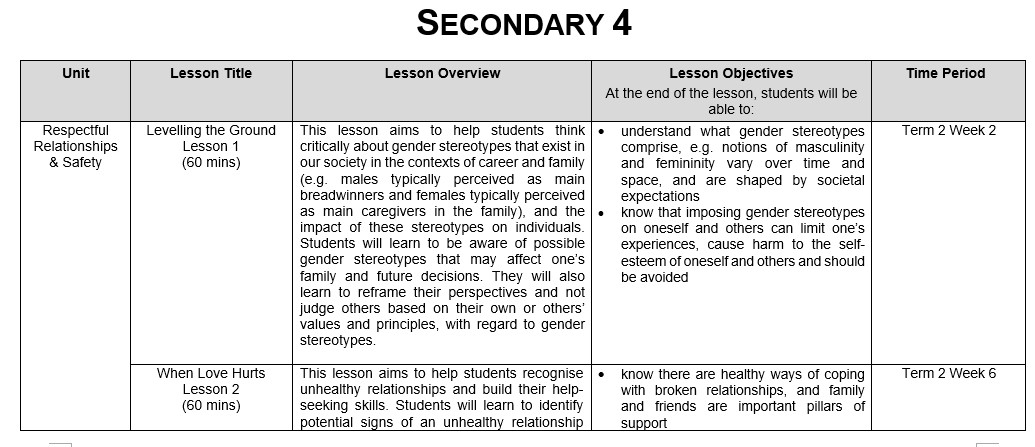 SECONDARY 4
Unit
Lesson Title
Lesson Overview
Lesson Objectives
At the end of the lesson, students will be
able to:
Time Period
Respectful
Relationships
& Safety
Levelling the Ground
Lesson 1
(60 mins)
This lesson aims to help students think
critically about gender stereotypes that exist in
our society in the contexts of career and family
(e.g. males typically perceived as main
breadwinners and females typically perceived
as main caregivers in the family), and the
impact of these stereotypes on individuals.
Students will learn to be aware of possible
gender stereotypes that may affect one's
family and future decisions. They will also
learn to reframe their perspectives and not
judge others based on their own or others'
values and principles, with regard to gender
stereotypes.
• understand what gender stereotypes
comprise, e.g. notions of masculinity
and femininity vary over time and
space, and are shaped by societal
expectations
• know that imposing gender stereotypes
on oneself and others can limit one's
experiences, cause harm to the self-
esteem of oneself and others and should
be avoided
Term 2 Week 2
When Love Hurts
Lesson 2
(60 mins)
This lesson aims to help students recognise
unhealthy relationships and build their help-
seeking skills. Students will learn to identify
potential signs of an unhealthy relationship
• know there are healthy ways of coping
with broken relationships, and family
and friends are important pillars of
support
Term 2 Week 6